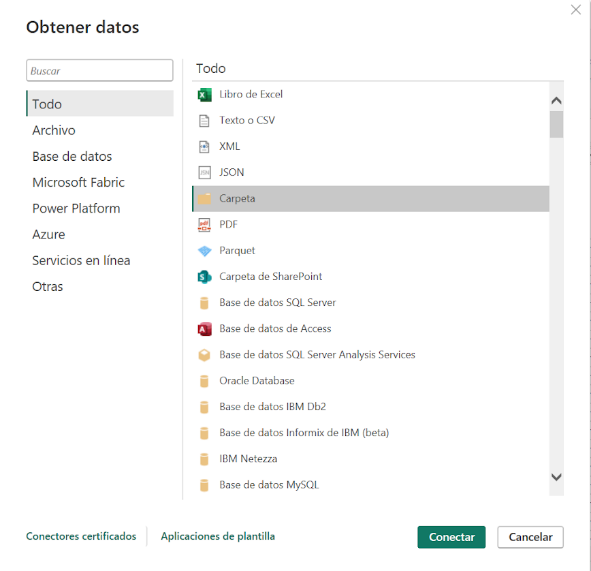 Obtener datos
Buscar
Todo
Archivo
Base de datos
Microsoft Fabric
Power Platform
Azure
Servicios en línea
Otras
Todo
Libro de Excel
Texto o CSV
XML
JSON
Carpeta
PDF
Parquet
Carpeta de SharePoint
Base de datos SQL Server
Base de datos de Access
Base de datos SQL Server Analysis Services
Oracle Database
Base de datos IBM Db2
Base de datos Informix de IBM (beta)
IBM Netezza
Base de datos MySQL
Conectores certificados
Aplicaciones de plantilla
Conectar
Cancelar